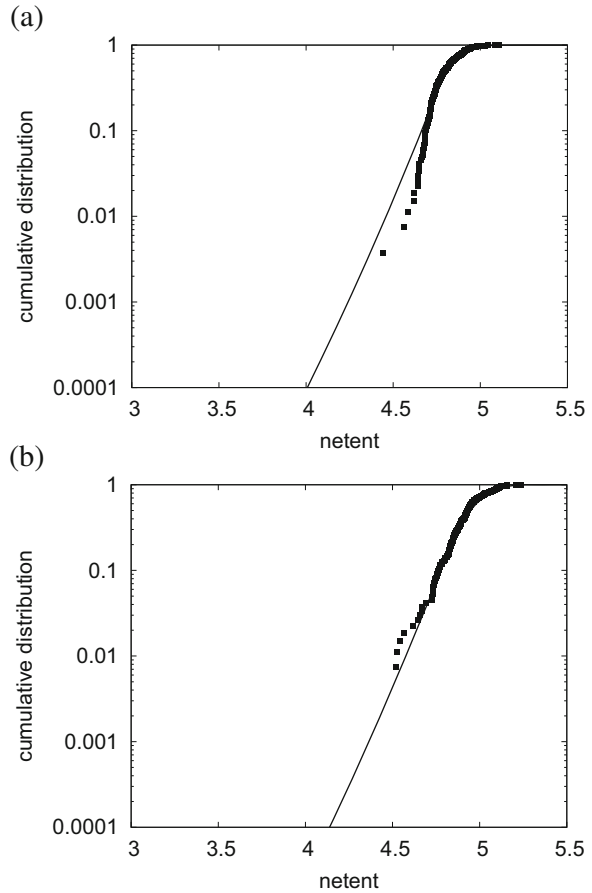 (a)
1
0.1
0.01
0.001
0.0001
cumulative distribution
3 3.5 4 4.5 5 5.5
netent
(b)
1
0.1
0.01
0.001
0.0001
cumulative distribution
3 3.5 4 4.5 5 5.5
netent